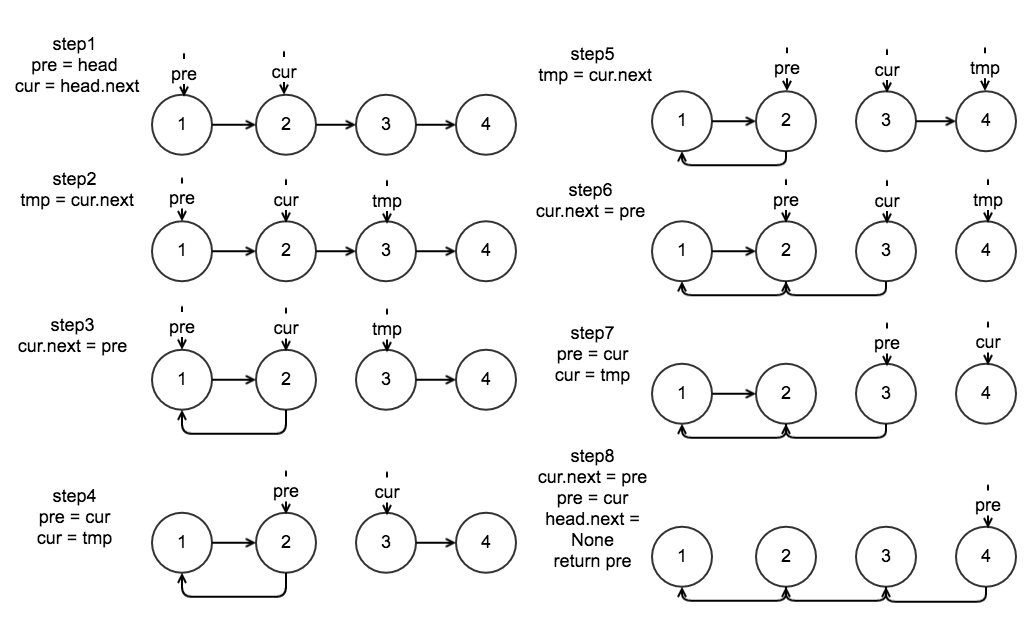 step1
pre = head
cur = head.next
pre
cur
1
2
3
4
step2
tmp = cur.next
pre
cur
tmp
1
2
3
4
step3
cur.next = pre
pre
cur
tmp
1
2
3
4
step4
pre = cur
cur = tmp
pre
cur
1
2
3
4
step5
tmp = cur.next
pre
cur
tmp
1
2
3
4
step6
cur.next = pre
pre
cur
tmp
1
2
3
4
step7
pre = cur
cur = tmp
pre
cur
1
2
3
4
step8
cur.next = pre
pre = cur
head.next =
None
return pre
pre
1
2
3
4